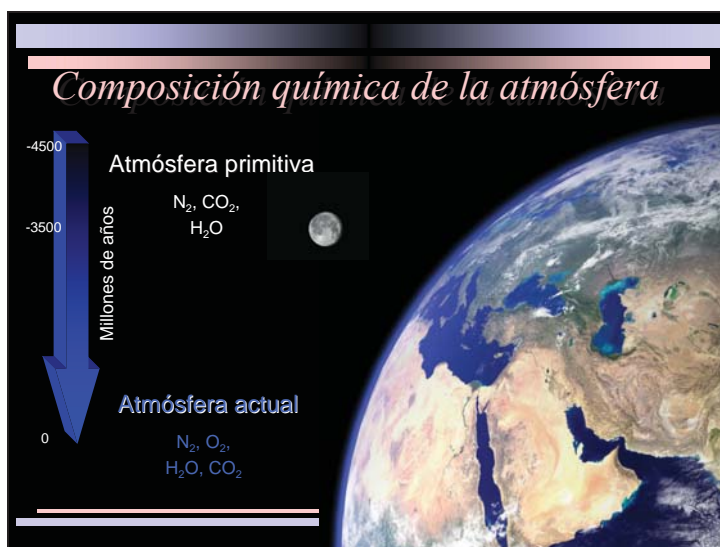 Composición química de la atmósfera
-4500
Atmósfera primitiva
N₂, CO₂,
H₂O
-3500
Millones de años
Atmósfera actual
N₂, O₂,
H₂O, CO₂
0